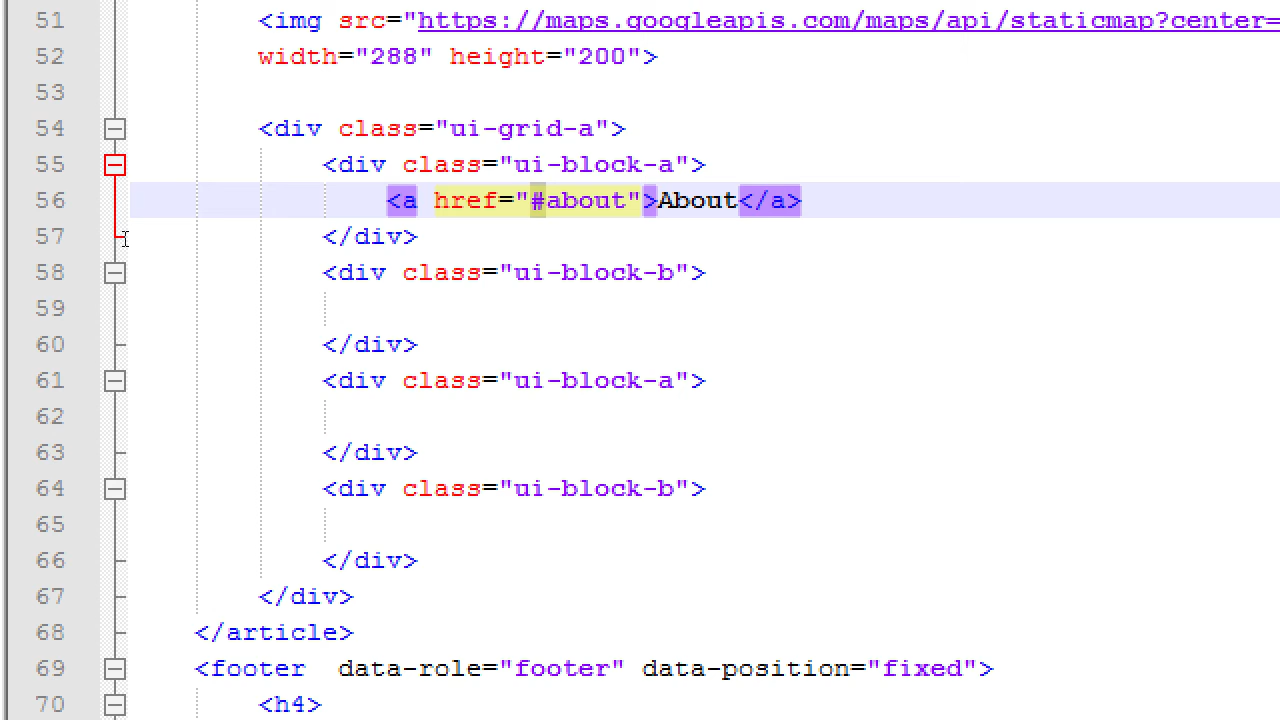 51 <img src="https://maps.googleapis.com/maps/api/staticmap?center=
52 width="288" height="200">
53
54 <div class="ui-grid-a">
55 <div class="ui-block-a">
56 <a href="#about">About</a>
57 </div>
58 <div class="ui-block-b">
59
60 </div>
61 <div class="ui-block-a">
62
63 </div>
64 <div class="ui-block-b">
65
66 </div>
67 </div>
68 </article>
69 <footer  data-role="footer" data-position="fixed">
70 <h4>